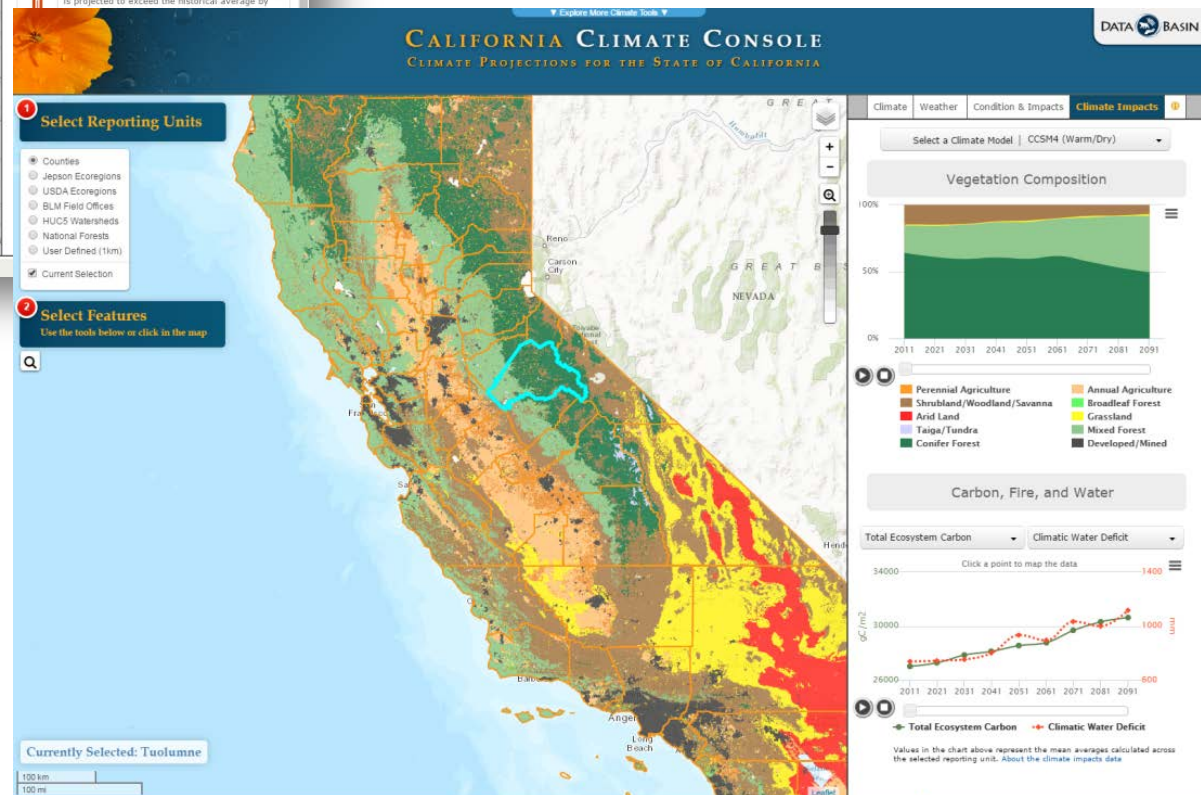 is projected to exceed the historical average by
▼ Explore More Climate Tools ▼
CALIFORNIA CLIMATE CONSOLE
CLIMATE PROJECTIONS FOR THE STATE OF CALIFORNIA
DATA BASIN
1
Select Reporting Units
Counties
Jepson Ecoregions
USDA Ecoregions
BLM Field Offices
HUC5 Watersheds
National Forests
User Defined (1km)
Current Selection
2
Select Features
Use the tools below or click in the map
GREAT
Humboldt
+
−
Reno
Carson
City
GREAT B
NEVADA
Toiyabe
San
Hend
Angel
Long
Beach
Currently Selected: Tuolumne
100 km
100 mi
Leaflet
Climate Weather Condition & Impacts Climate Impacts
Select a Climate Model | CCSM4 (Warm/Dry)
Vegetation Composition
100%
50%
0%
2011 2021 2031 2041 2051 2061 2071 2081 2091
Perennial Agriculture Annual Agriculture
Shrubland/Woodland/Savanna Broadleaf Forest
Arid Land Grassland
Taiga/Tundra Mixed Forest
Conifer Forest Developed/Mined
Carbon, Fire, and Water
Total Ecosystem Carbon Climatic Water Deficit
Click a point to map the data
34000 1400
30000 1000
26000 600
gC/m2
mm
2011 2021 2031 2041 2051 2061 2071 2081 2091
Total Ecosystem Carbon Climatic Water Deficit
Values in the chart above represent the mean averages calculated across
the selected reporting unit. About the climate impacts data